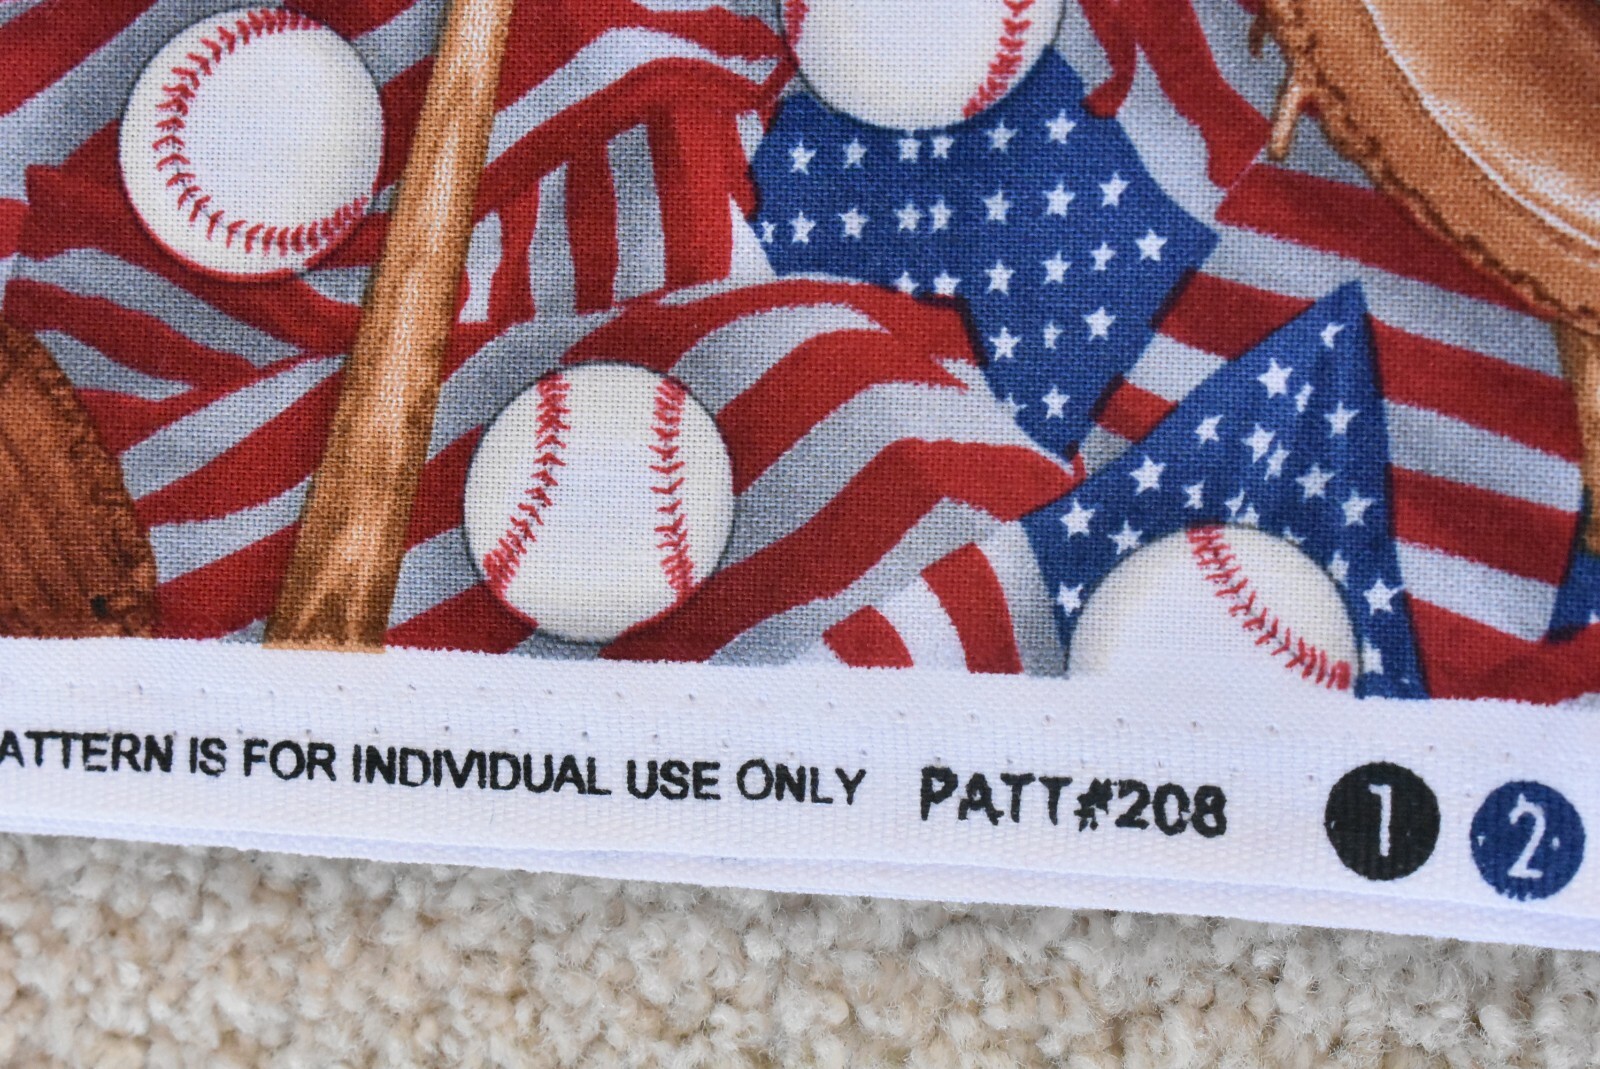 ATTERN IS FOR INDIVIDUAL USE ONLY PATT#208 1 2